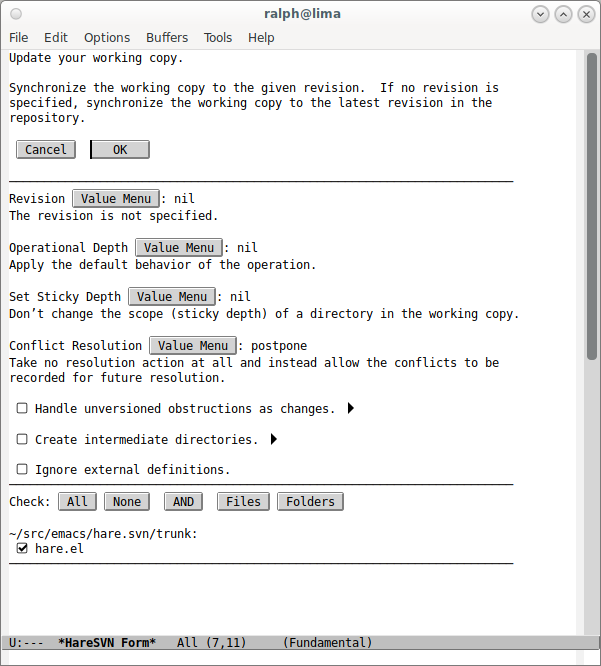 ralph@lima
File Edit Options Buffers Tools Help
Update your working copy.
Synchronize the working copy to the given revision.  If no revision is
specified, synchronize the working copy to the latest revision in the
repository.
Cancel OK
Revision Value Menu: nil
The revision is not specified.
Operational Depth Value Menu: nil
Apply the default behavior of the operation.
Set Sticky Depth Value Menu: nil
Don’t change the scope (sticky depth) of a directory in the working copy.
Conflict Resolution Value Menu: postpone
Take no resolution action at all and instead allow the conflicts to be
recorded for future resolution.
Handle unversioned obstructions as changes.
Create intermediate directories.
Ignore external definitions.
Check: All None AND Files Folders
~/src/emacs/hare.svn/trunk:
hare.el
U:---  *HareSVN Form*   All (7,11)     (Fundamental)